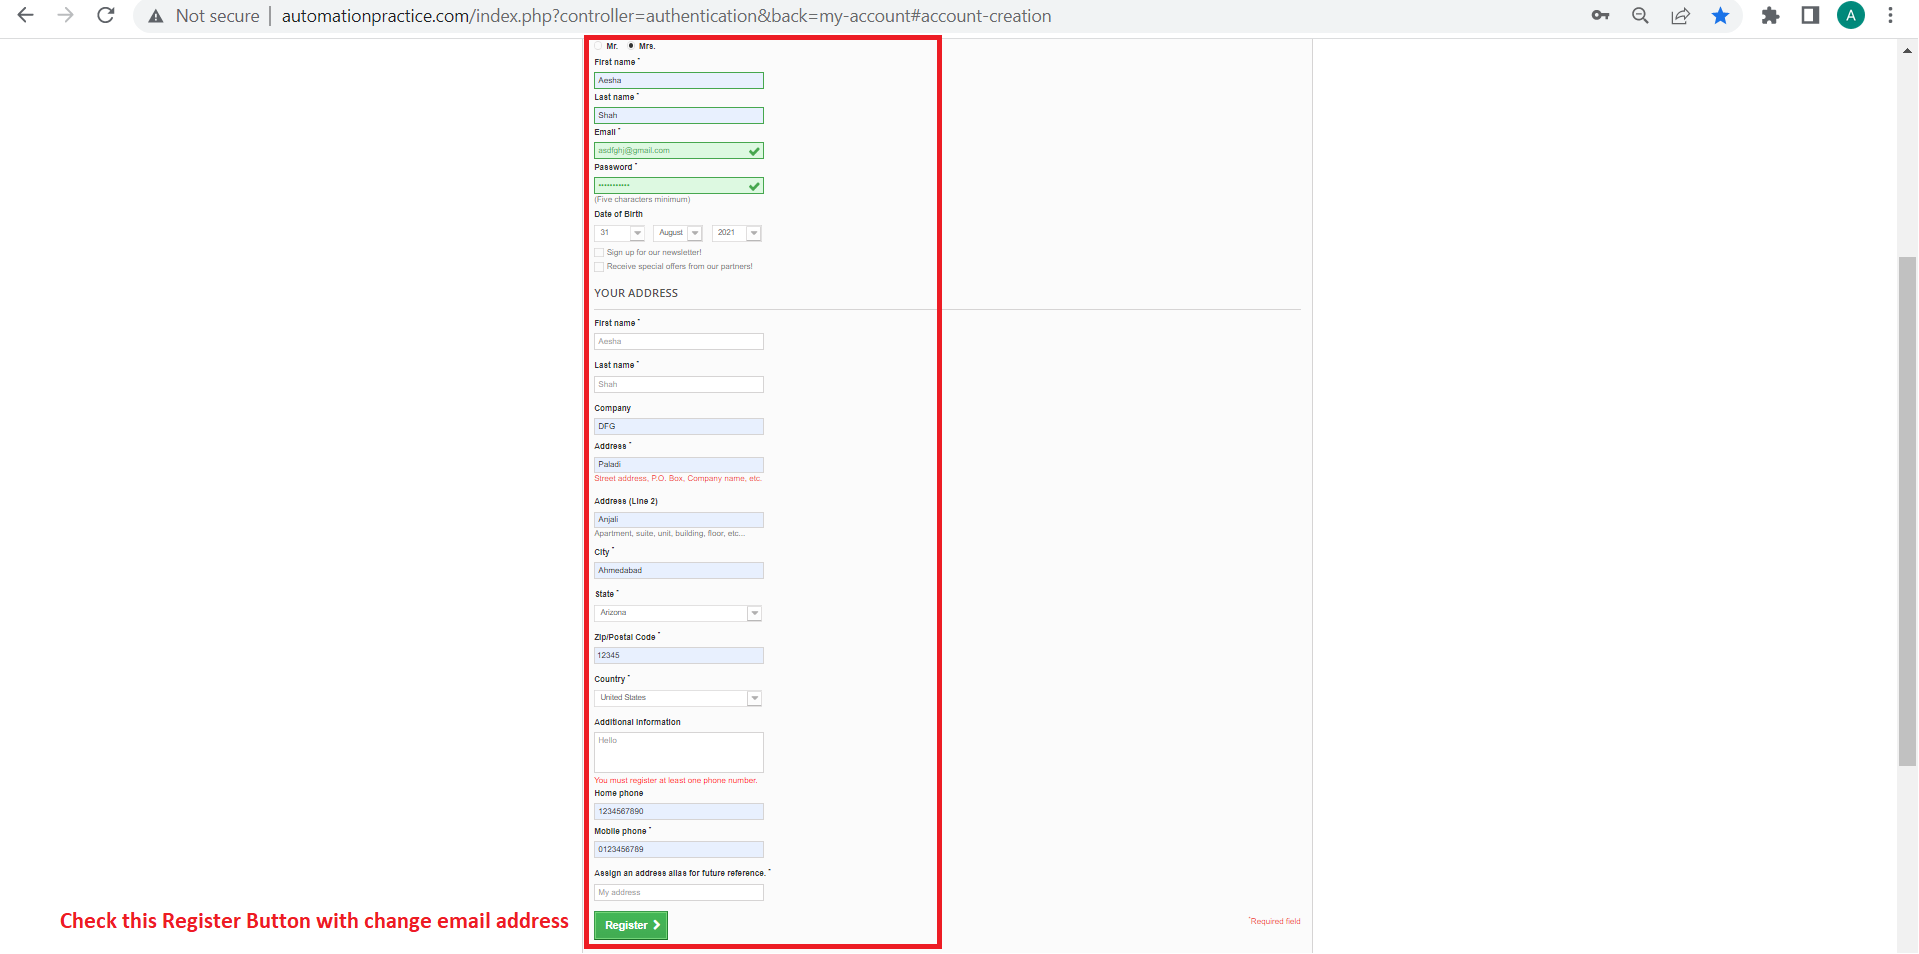 Not secure | automationpractice.com/index.php?controller=authentication&back=my-account#account-creation
A
Mr. Mrs.
First name *
Aesha
Last name *
Shah
Email *
asdfghj@gmail.com
Password *
•••••••••••
(Five characters minimum)
Date of Birth
31 August 2021
Sign up for our newsletter!
Receive special offers from our partners!
YOUR ADDRESS
First name *
Aesha
Last name *
Shah
Company
DFG
Address *
Paladi
Street address, P.O. Box, Company name, etc.
Address (Line 2)
Anjali
Apartment, suite, unit, building, floor, etc...
City *
Ahmedabad
State *
Arizona
Zip/Postal Code *
12345
Country *
United States
Additional information
Hello
You must register at least one phone number.
Home phone
1234567890
Mobile phone *
0123456789
Assign an address alias for future reference. *
My address
Check this Register Button with change email address
Register
*Required field